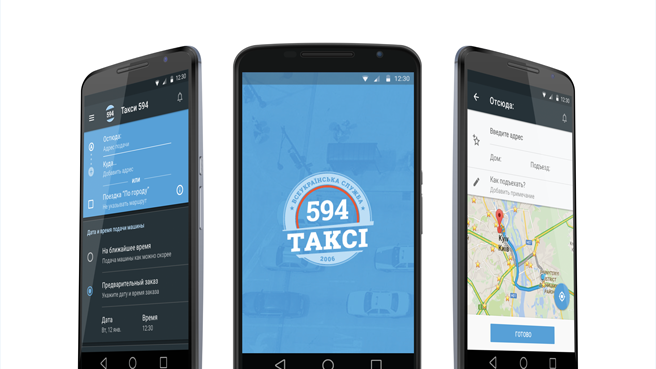 12:30
594
Такси 594
Отсюда
Адрес подачи
Куда..
Добавить адрес
или
Поездка "По городу"
Не указывать маршрут
Дата и время подачи машины
На ближайшее время
Подача машины как можно скорее
Предварительный заказ
Укажите дату и время заказа
Дата Время
Вт, 12 янв. 12:30
12:30
ВСЕУКРАЇНСЬКА СЛУЖБА
594
ТАКСІ
2006
12:30
Отсюда:
Введите адрес
Дом: Подъезд:
Как подъехать?
Добавить примечание
Kyiv
Київ
ГОТОВО